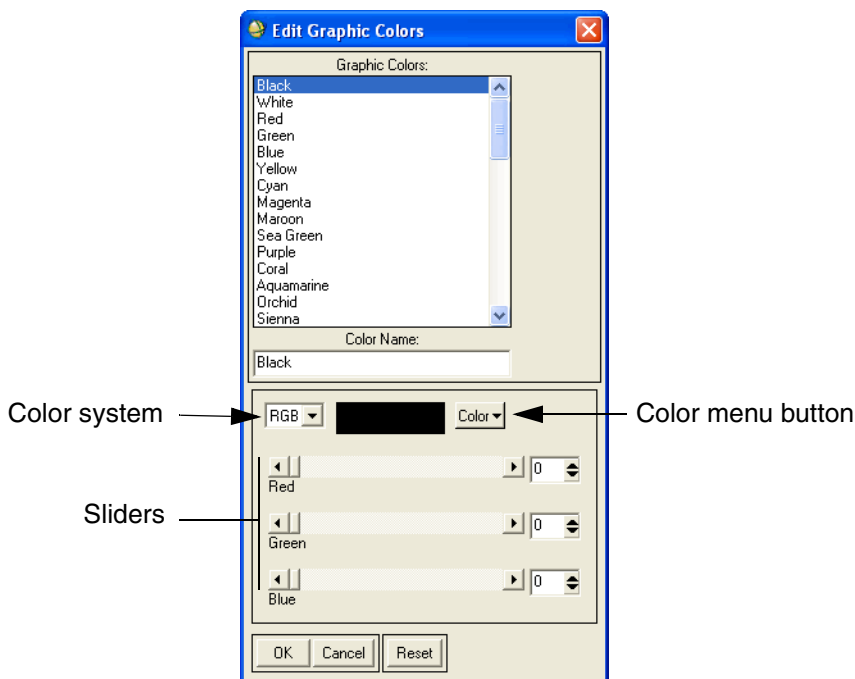 Edit Graphic Colors
Graphic Colors:
Black
White
Red
Green
Blue
Yellow
Cyan
Magenta
Maroon
Sea Green
Purple
Coral
Aquamarine
Orchid
Sienna
Color Name:
Black
Color system
RGB
Color
Color menu button
0
Red
Sliders
0
Green
0
Blue
OK Cancel Reset